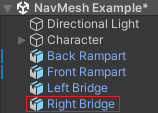 NavMesh Example*
Directional Light
Character
Back Rampart
Front Rampart
Left Bridge
Right Bridge